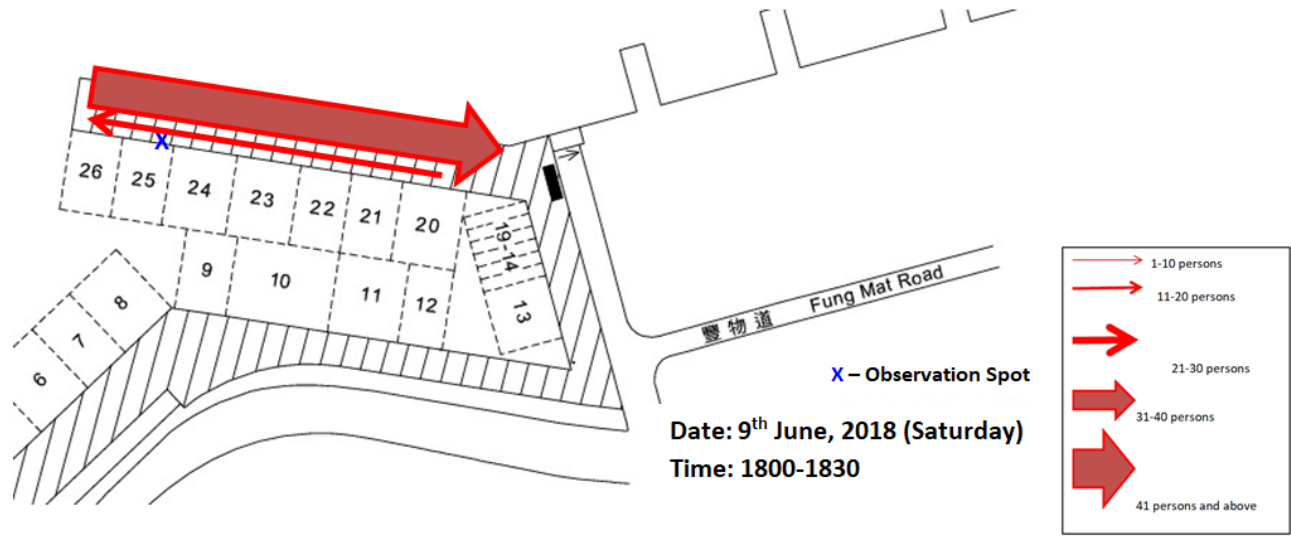 X
26
25
24
23
22
21
20
19-14
13
9
10
11
12
8
7
6
豐物道 Fung Mat Road
X – Observation Spot
Date: 9th June, 2018 (Saturday)
Time: 1800-1830
1-10 persons
11-20 persons
21-30 persons
31-40 persons
41 persons and above